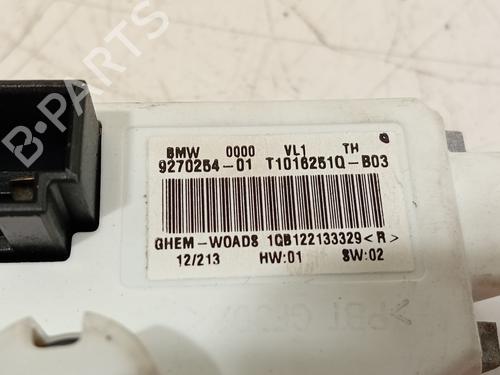 B-PARTS
BMW 0000 VL1 TH
9270254-01 T1016251Q-B03
GHEM-WOADS 1QB122133329<R>
12/213 HW:01 SW:02